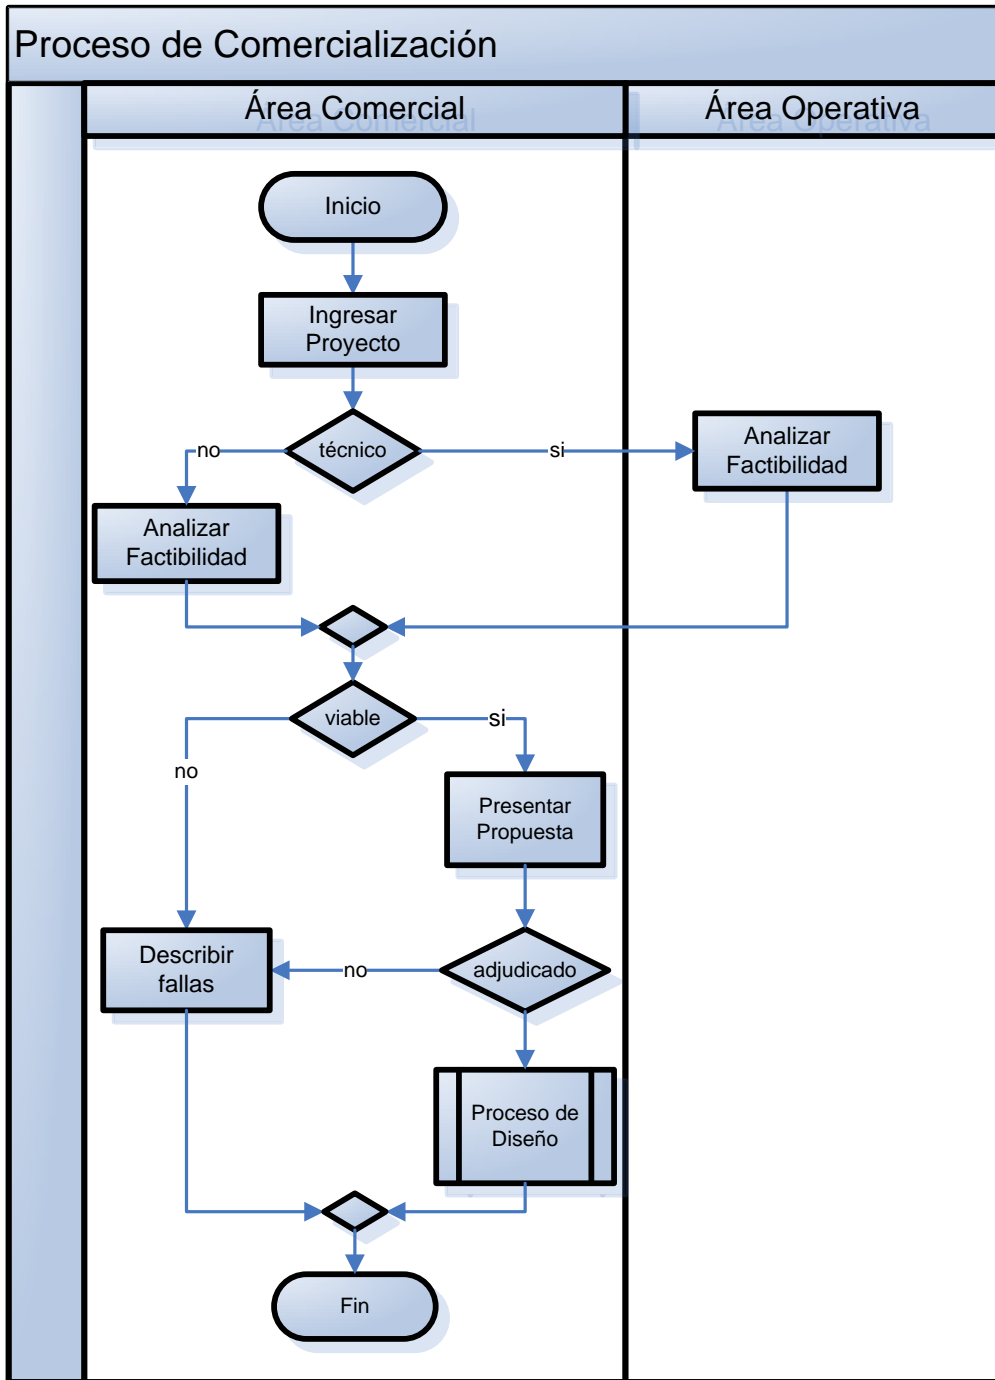 Proceso de Comercialización
Área Comercial
Área Operativa
Inicio
Ingresar
Proyecto
técnico
no
si
Analizar
Factibilidad
Analizar
Factibilidad
viable
si
no
Presentar
Propuesta
Describir
fallas
no
adjudicado
Proceso de
Diseño
Fin